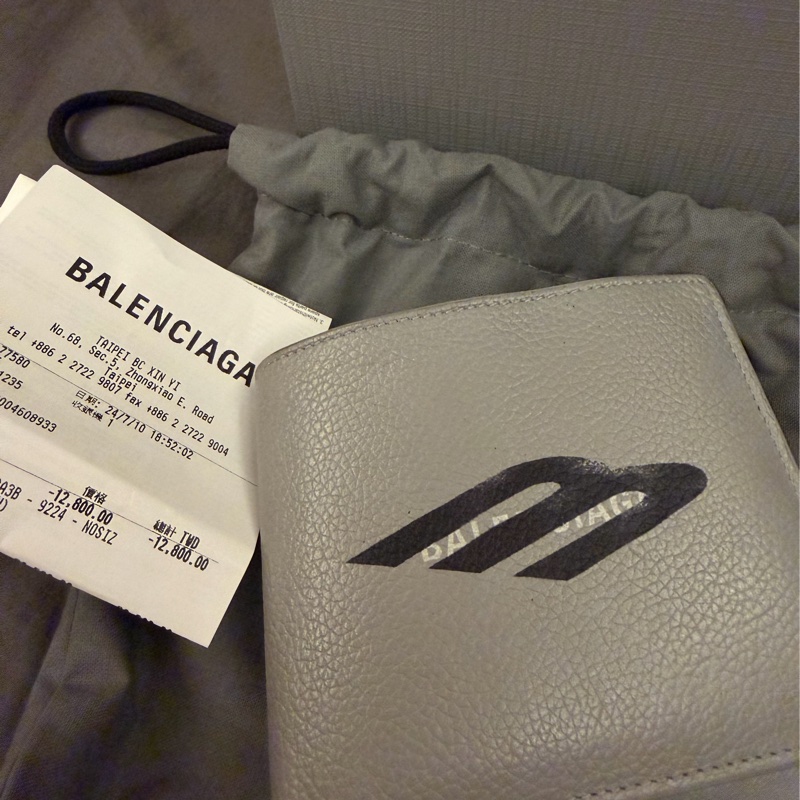 BALENCIAGA
TAIPEI BC XIN YI
No.68, Sec.5, Zhongxiao E. Road
Taipei
tel +886 2 2722 9807 fax +886 2 2722 9004
77580
日期: 24/7/10 18:52:02
1235
收銀機 1
004608933
價格
總計 TWD
-12,800.00
-12,800.00
A3B - 9224 - NOSIZ
BALENCIAGA